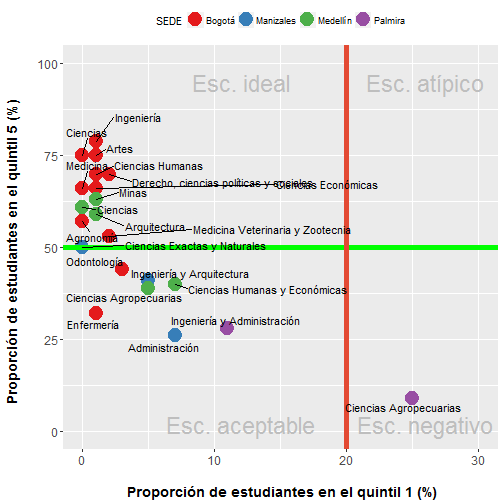 SEDE Bogotá Manizales Medellín Palmira
Esc. ideal
Esc. atípico
Ingeniería
Ciencias
Artes
Medicina
Ciencias Humanas
Derecho, ciencias políticas y sociales
Ciencias Económicas
Minas
Ciencias
Arquitectura
Medicina Veterinaria y Zootecnia
Agronomía
Ciencias Exactas y Naturales
Odontología
Ingeniería y Arquitectura
Ciencias Humanas y Económicas
Ciencias Agropecuarias
Enfermería
Ingeniería y Administración
Administración
Ciencias Agropecuarias
Esc. aceptable
Esc. negativo
100
75
50
25
0
0
10
20
30
Proporción de estudiantes en el quintil 5 (%)
Proporción de estudiantes en el quintil 1 (%)